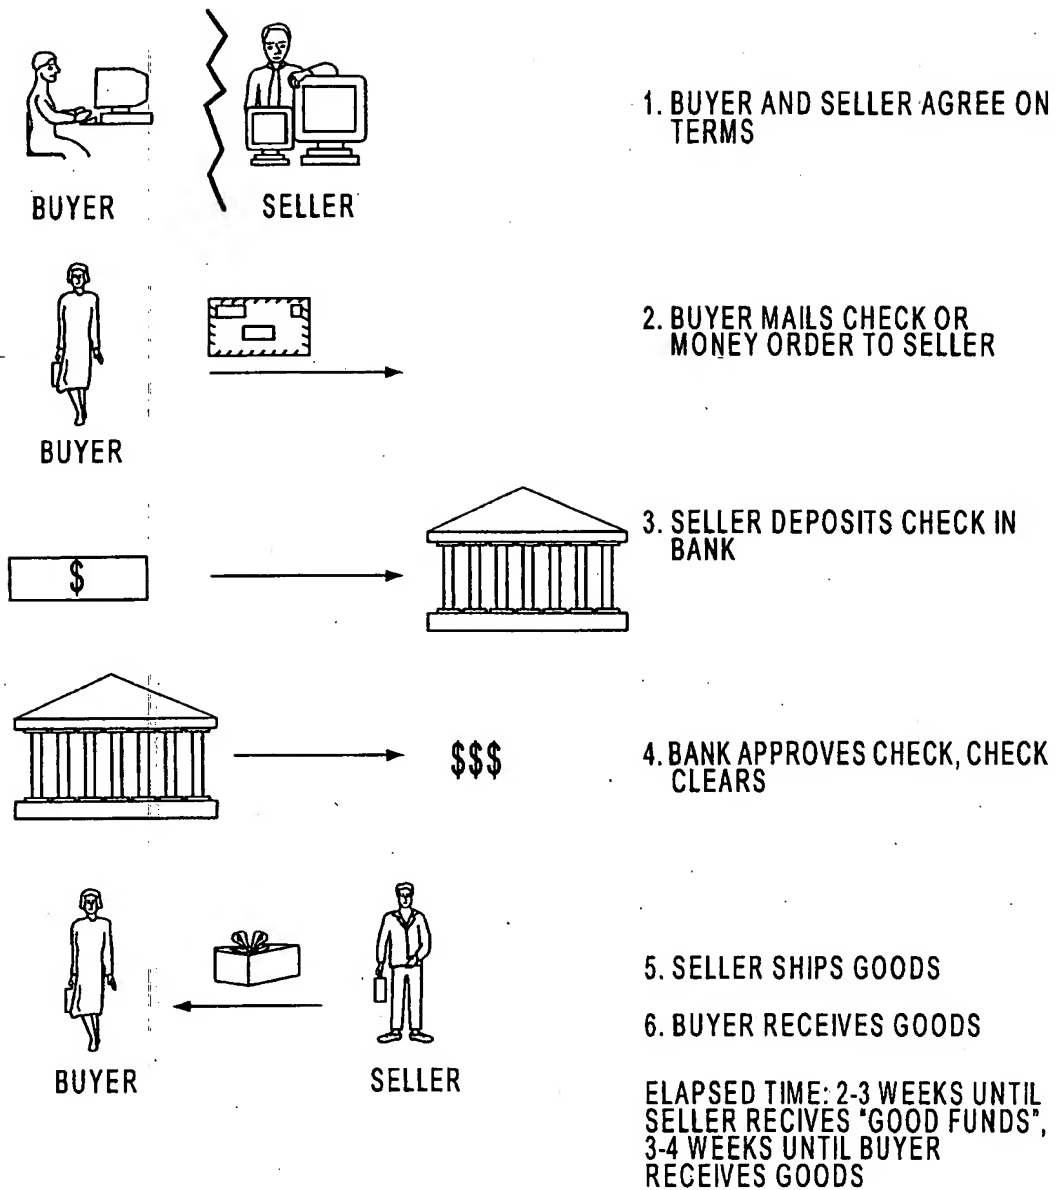 1. BUYER AND SELLER AGREE ON
TERMS
BUYER
SELLER
2. BUYER MAILS CHECK OR
MONEY ORDER TO SELLER
BUYER
3. SELLER DEPOSITS CHECK IN
BANK
$
4. BANK APPROVES CHECK, CHECK
CLEARS
$$$
5. SELLER SHIPS GOODS
6. BUYER RECEIVES GOODS
BUYER
SELLER
ELAPSED TIME: 2-3 WEEKS UNTIL
SELLER RECIVES "GOOD FUNDS",
3-4 WEEKS UNTIL BUYER
RECEIVES GOODS